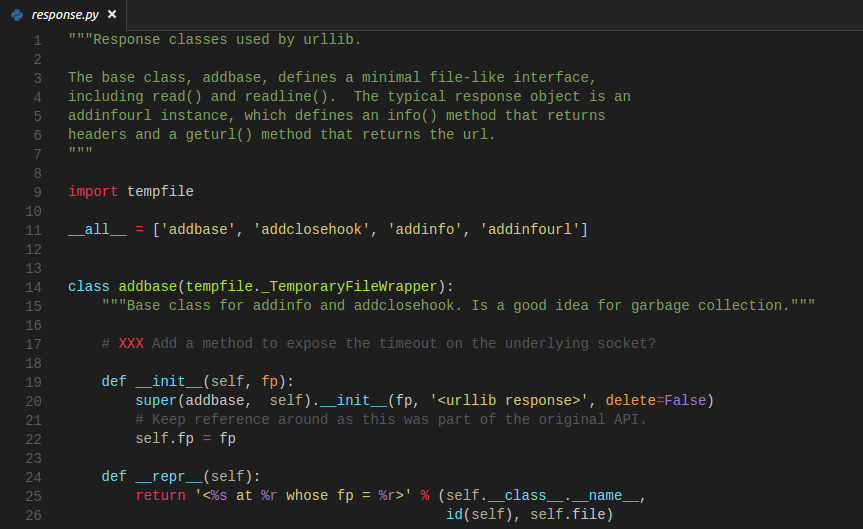 response.py ×
1 """Response classes used by urllib.
2
3 The base class, addbase, defines a minimal file-like interface,
4 including read() and readline().  The typical response object is an
5 addinfourl instance, which defines an info() method that returns
6 headers and a geturl() method that returns the url.
7 """
8
9 import tempfile
10
11 __all__ = ['addbase', 'addclosehook', 'addinfo', 'addinfourl']
12
13
14 class addbase(tempfile._TemporaryFileWrapper):
15     """Base class for addinfo and addclosehook. Is a good idea for garbage collection."""
16
17     # XXX Add a method to expose the timeout on the underlying socket?
18
19     def __init__(self, fp):
20         super(addbase,  self).__init__(fp, '<urllib response>', delete=False)
21         # Keep reference around as this was part of the original API.
22         self.fp = fp
23
24     def __repr__(self):
25         return '<%s at %r whose fp = %r>' % (self.__class__.__name__,
26                                              id(self), self.file)